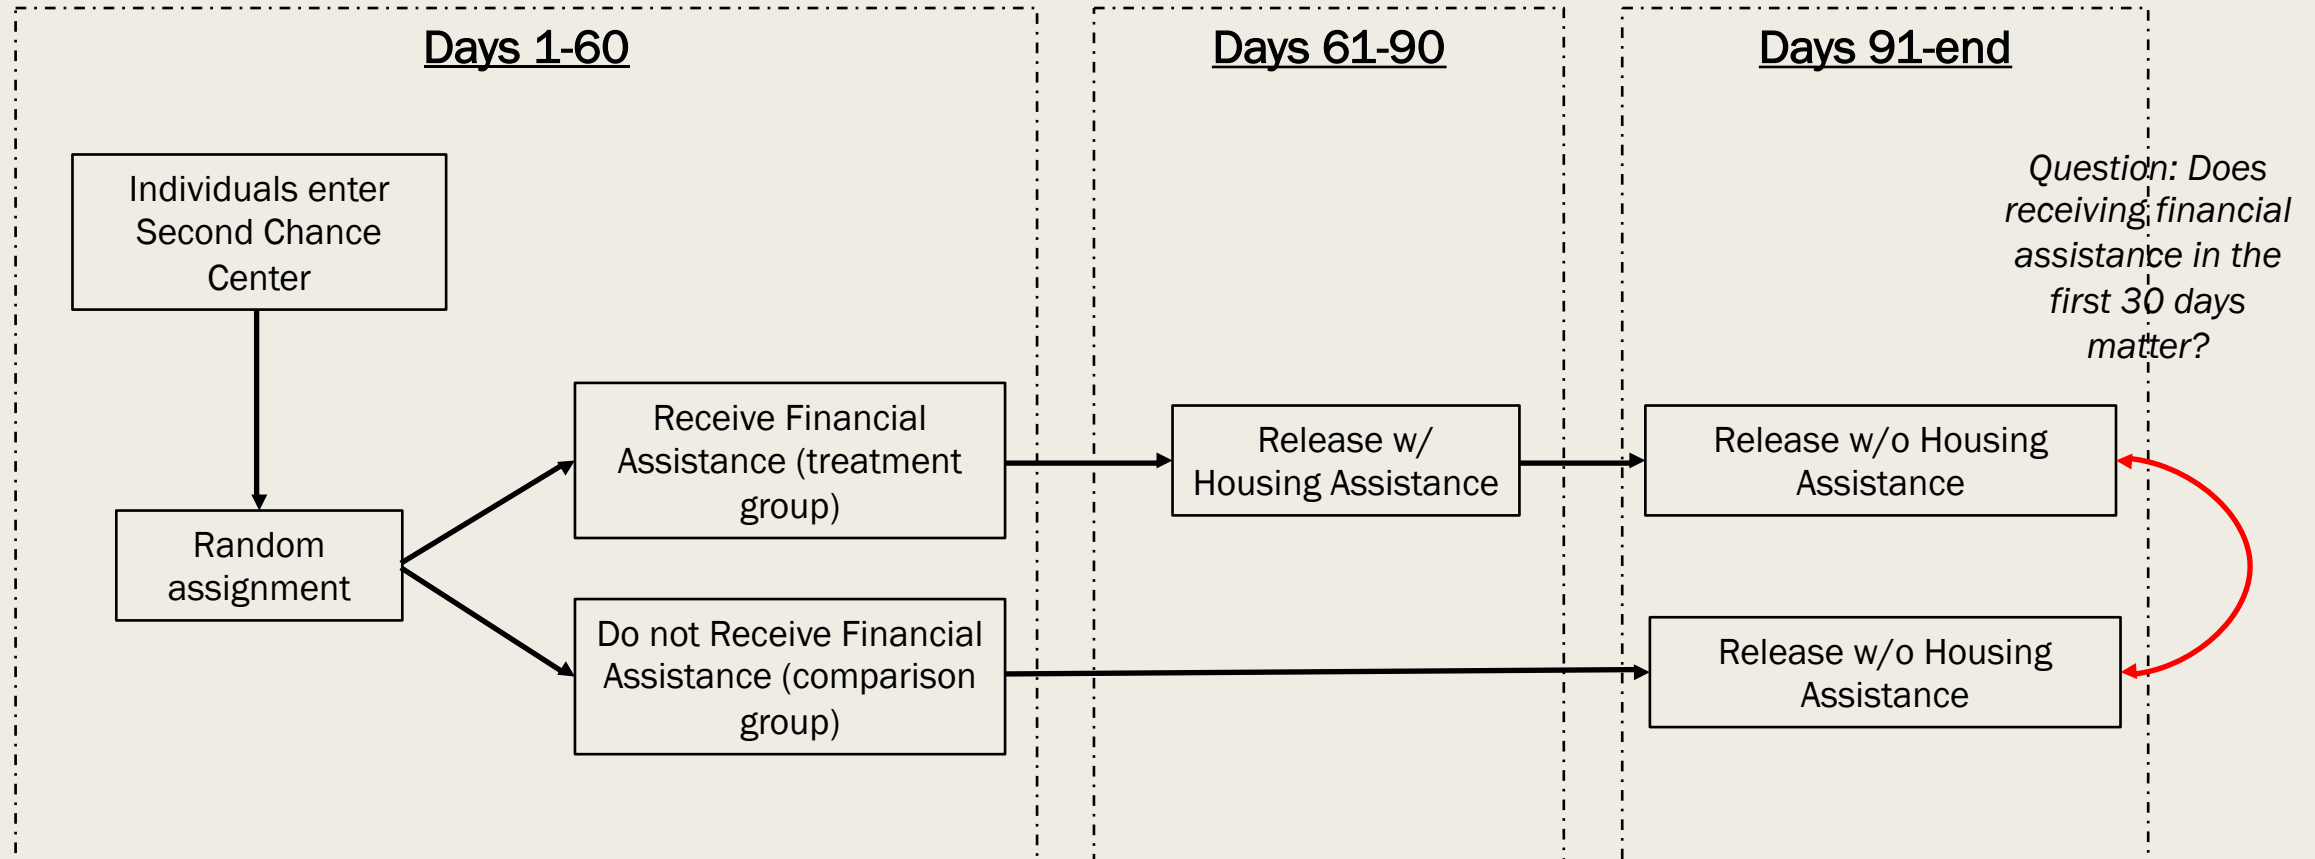 Days 1-60
Days 61-90
Days 91-end
Individuals enter
Second Chance
Center
Random
assignment
Receive Financial
Assistance (treatment
group)
Do not Receive Financial
Assistance (comparison
group)
Release w/
Housing Assistance
Release w/o Housing
Assistance
Release w/o Housing
Assistance
Question: Does
receiving financial
assistance in the
first 30 days
matter?